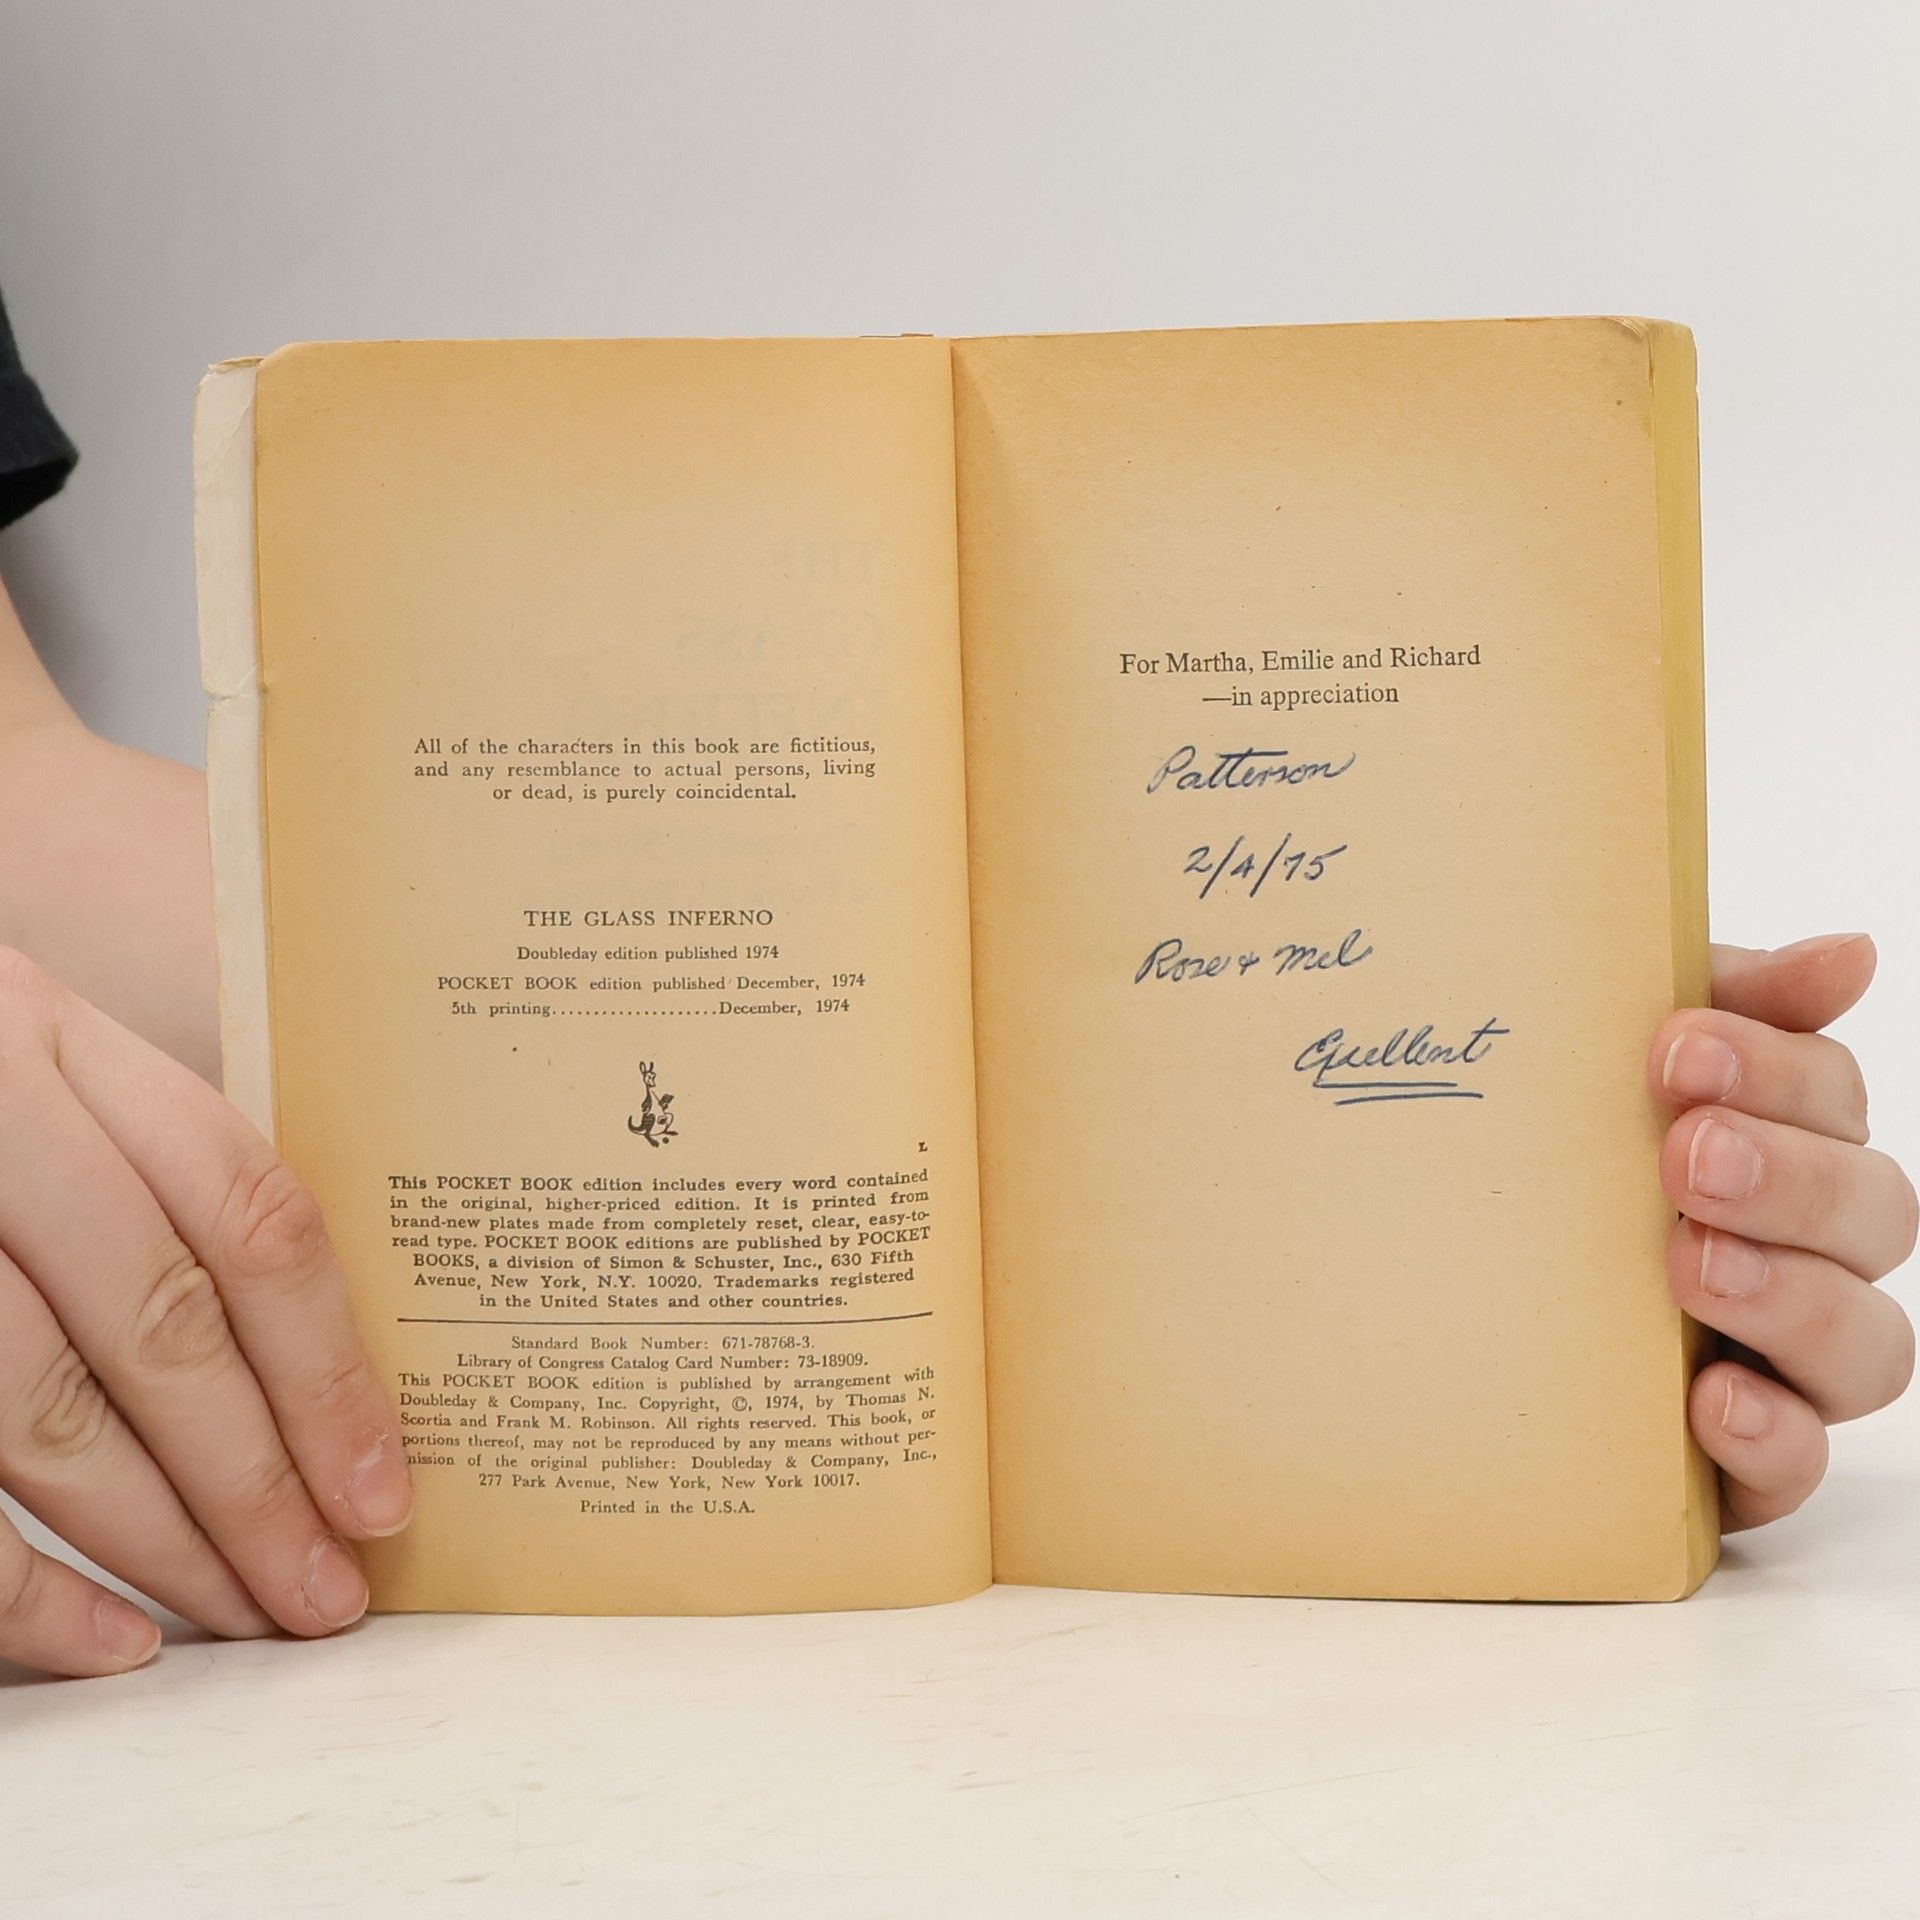 All of the characters in this book are fictitious,
and any resemblance to actual persons, living
or dead, is purely coincidental.
THE GLASS INFERNO
Doubleday edition published 1974
POCKET BOOK edition published December, 1974
5th printing....................December, 1974
L
This POCKET BOOK edition includes every word contained
in the original, higher-priced edition. It is printed from
brand-new plates made from completely reset, clear, easy-to-
read type. POCKET BOOK editions are published by POCKET
BOOKS, a division of Simon & Schuster, Inc., 630 Fifth
Avenue, New York, N.Y. 10020. Trademarks registered
in the United States and other countries.
Standard Book Number: 671-78768-3.
Library of Congress Catalog Card Number: 73-18909.
This POCKET BOOK edition is published by arrangement with
Doubleday & Company, Inc. Copyright, ©, 1974, by Thomas N.
Scortia and Frank M. Robinson. All rights reserved. This book, or
portions thereof, may not be reproduced by any means without per-
mission of the original publisher: Doubleday & Company, Inc.,
277 Park Avenue, New York, New York 10017.
Printed in the U.S.A.
For Martha, Emilie and Richard
—in appreciation
Patterson
2/4/75
Rose & Mel
Exellent